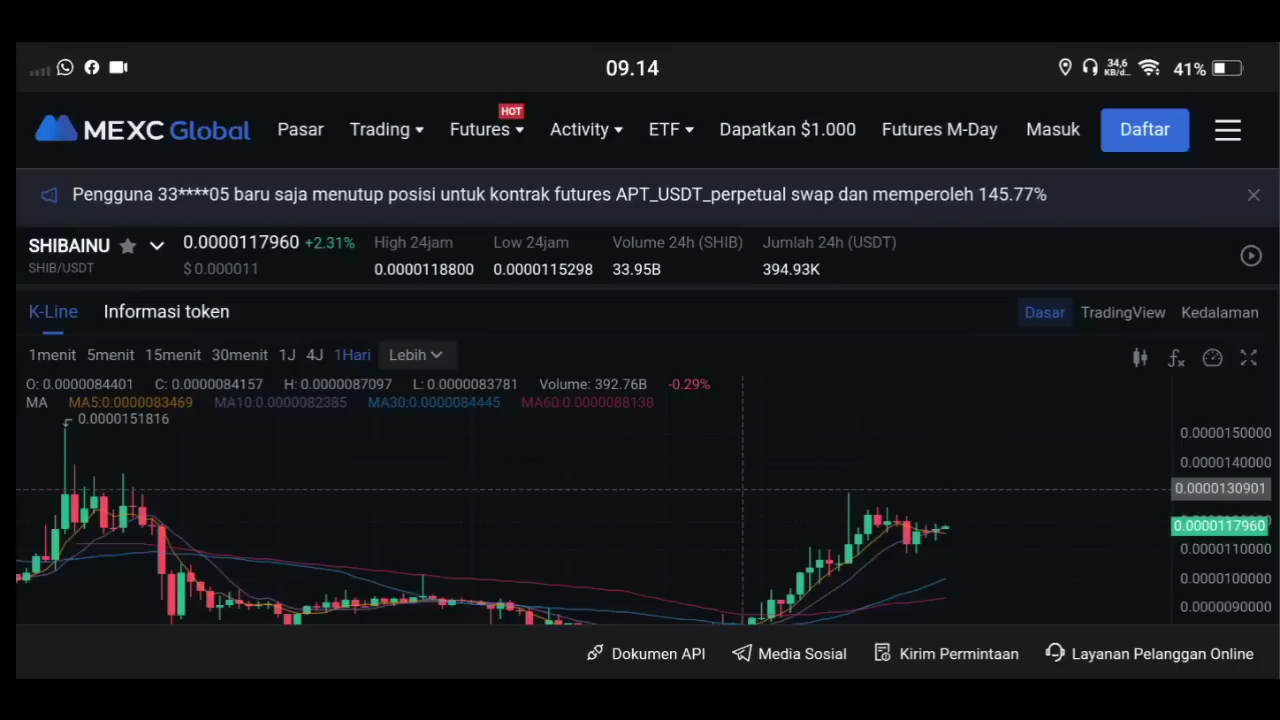 09.14
34,6
KB/d...
41%
MEXC Global
Pasar
Trading
Futures
HOT
Activity
ETF
Dapatkan $1.000
Futures M-Day
Masuk
Daftar
Pengguna 33****05 baru saja menutup posisi untuk kontrak futures APT_USDT_perpetual swap dan memperoleh 145.77%
SHIBAINU
SHIB/USDT
0.0000117960 +2.31%
$ 0.000011
High 24jam
0.0000118800
Low 24jam
0.0000115298
Volume 24h (SHIB)
33.95B
Jumlah 24h (USDT)
394.93K
K-Line
Informasi token
Dasar
TradingView
Kedalaman
1menit 5menit 15menit 30menit 1J 4J 1Hari Lebih
O: 0.0000084401 C: 0.0000084157 H: 0.0000087097 L: 0.0000083781 Volume: 392.76B -0.29%
MA MA5:0.0000083469 MA10:0.0000082385 MA30:0.0000084445 MA60:0.0000088138
0.0000151816
0.0000150000
0.0000140000
0.0000130901
0.0000117960
0.0000110000
0.0000100000
0.0000090000
Dokumen API
Media Sosial
Kirim Permintaan
Layanan Pelanggan Online